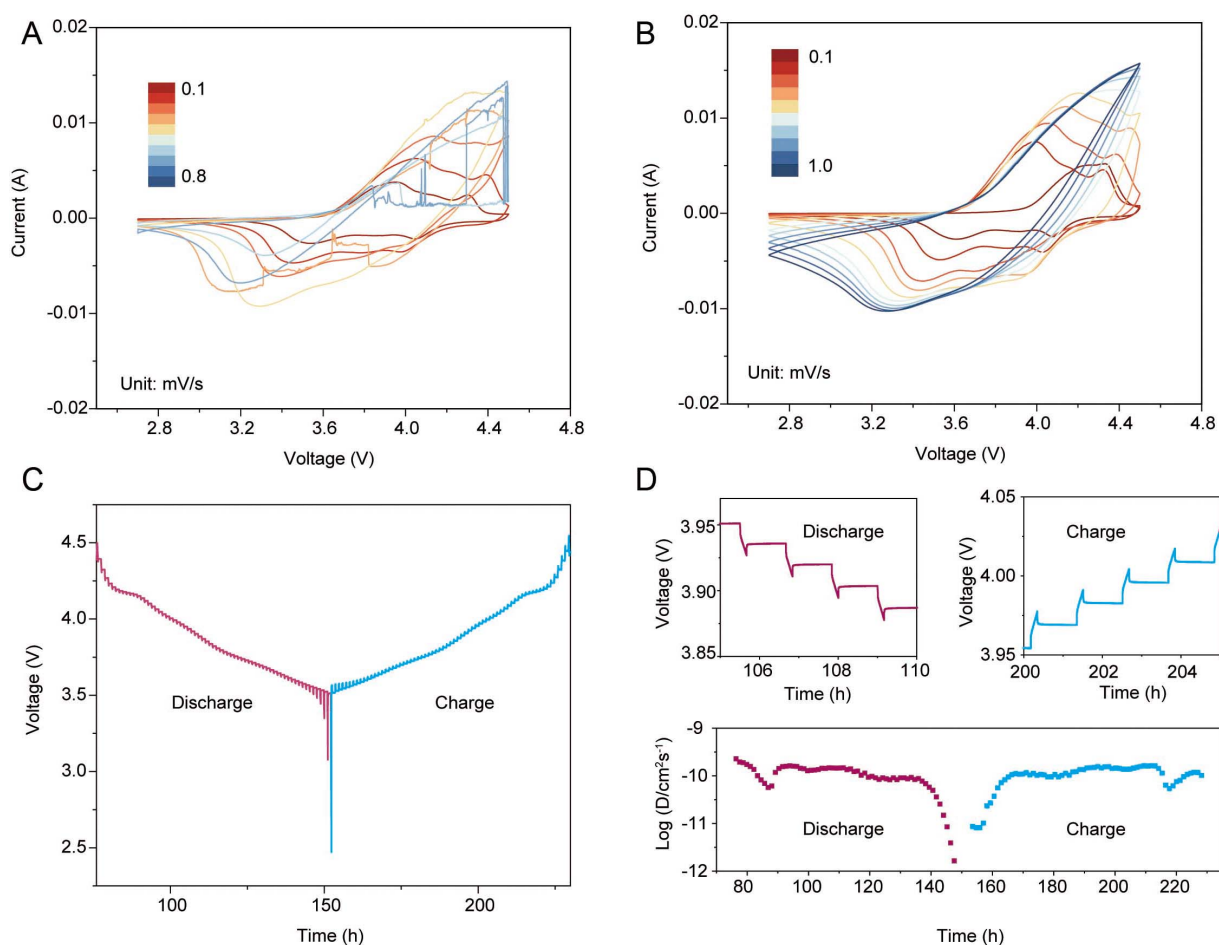 A
0.02
0.01
0.00
-0.01
-0.02
Current (A)
0.1
0.8
Unit: mV/s
2.8 3.2 3.6 4.0 4.4 4.8
Voltage (V)
B
0.02
0.01
0.00
-0.01
-0.02
Current (A)
0.1
1.0
Unit: mV/s
2.8 3.2 3.6 4.0 4.4 4.8
Voltage (V)
C
4.5
4.0
3.5
3.0
2.5
Voltage (V)
Discharge
Charge
100 150 200
Time (h)
D
3.95
3.90
3.85
Voltage (V)
Discharge
106 108 110
Time (h)
4.05
4.00
3.95
Voltage (V)
Charge
200 202 204
Time (h)
-9
-10
-11
-12
Log (D/cm²s⁻¹)
Discharge
Charge
80 100 120 140 160 180 200 220
Time (h)